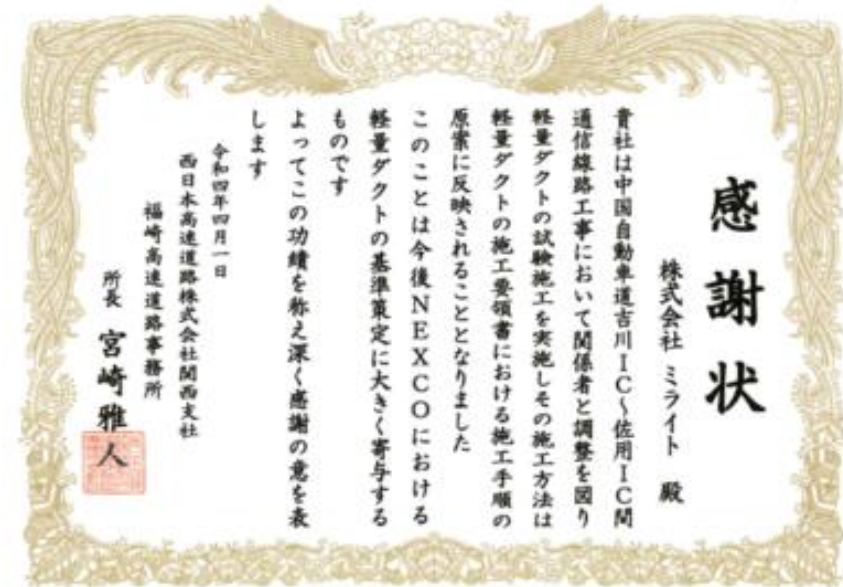 感謝状
株式会社 ミライト 殿
貴社は中国自動車道吉川IC～佐用IC間
通信線路工事において関係者と調整を図り
軽量ダクトの試験施工を実施しその施工方法は
軽量ダクトの施工要領書における施工手順の
原案に反映されることとなりました
このことは今後NEXCOにおける
軽量ダクトの基準策定に大きく寄与する
ものです
よってこの功績を称え深く感謝の意を表
します
令和四年四月一日
西日本高速道路株式会社関西支社
福崎高速道路事務所
所長 宮崎雅人